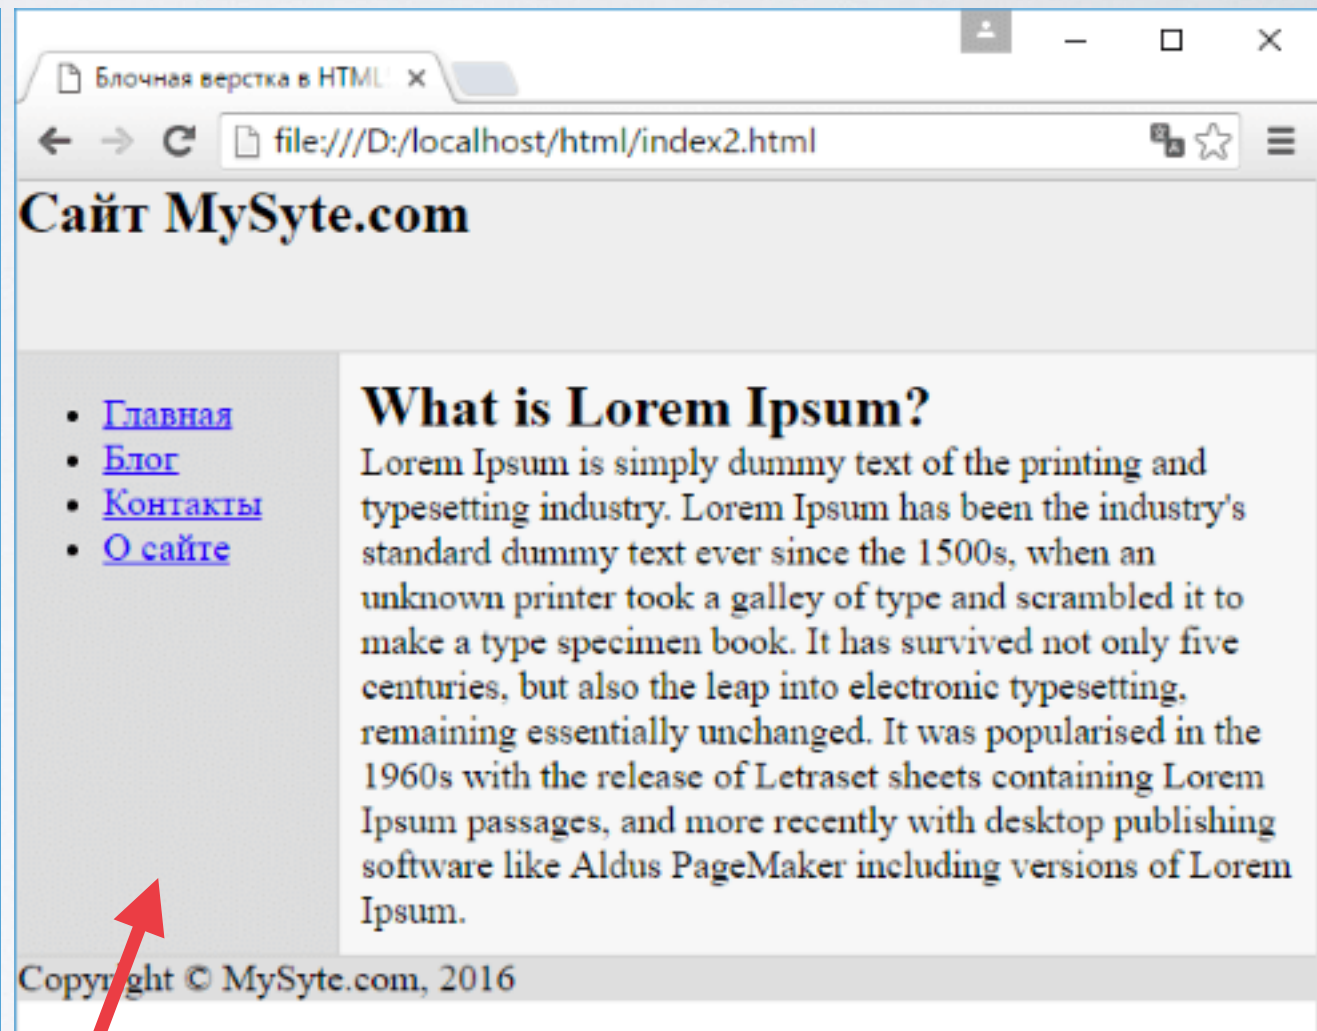 Блочная верстка в HTML
file:///D:/localhost/html/index2.html
Сайт MySyte.com
Главная
Блог
Контакты
О сайте
What is Lorem Ipsum?
Lorem Ipsum is simply dummy text of the printing and
typesetting industry. Lorem Ipsum has been the industry's
standard dummy text ever since the 1500s, when an
unknown printer took a galley of type and scrambled it to
make a type specimen book. It has survived not only five
centuries, but also the leap into electronic typesetting,
remaining essentially unchanged. It was popularised in the
1960s with the release of Letraset sheets containing Lorem
Ipsum passages, and more recently with desktop publishing
software like Aldus PageMaker including versions of Lorem
Ipsum.
Copyright © MySyte.com, 2016